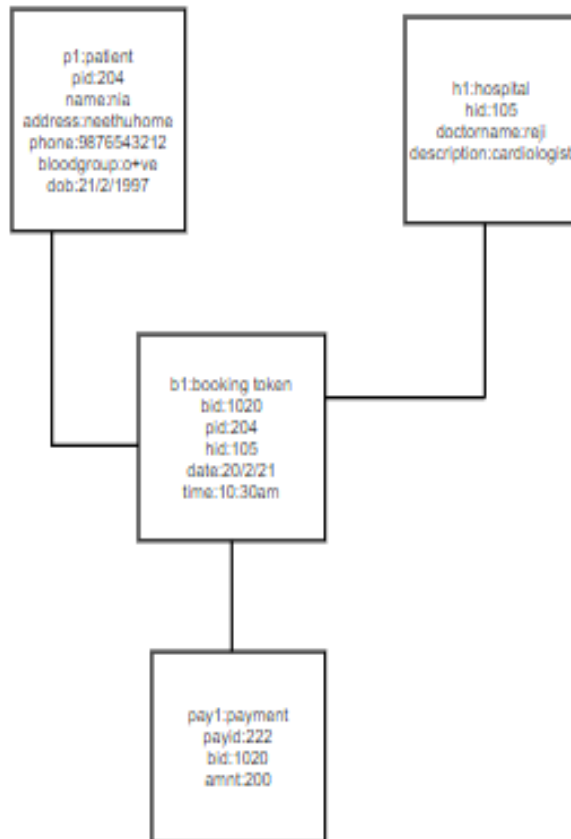 p1:patient
pid:204
name:nia
address:neethuhome
phone:9876543212
bloodgroup:o+ve
dob:21/2/1997
h1:hospital
hid:105
doctorname:reji
description:cardiologist
b1:booking token
bid:1020
pid:204
hid:105
date:20/2/21
time:10:30am
pay1:payment
payid:222
bid:1020
amnt:200